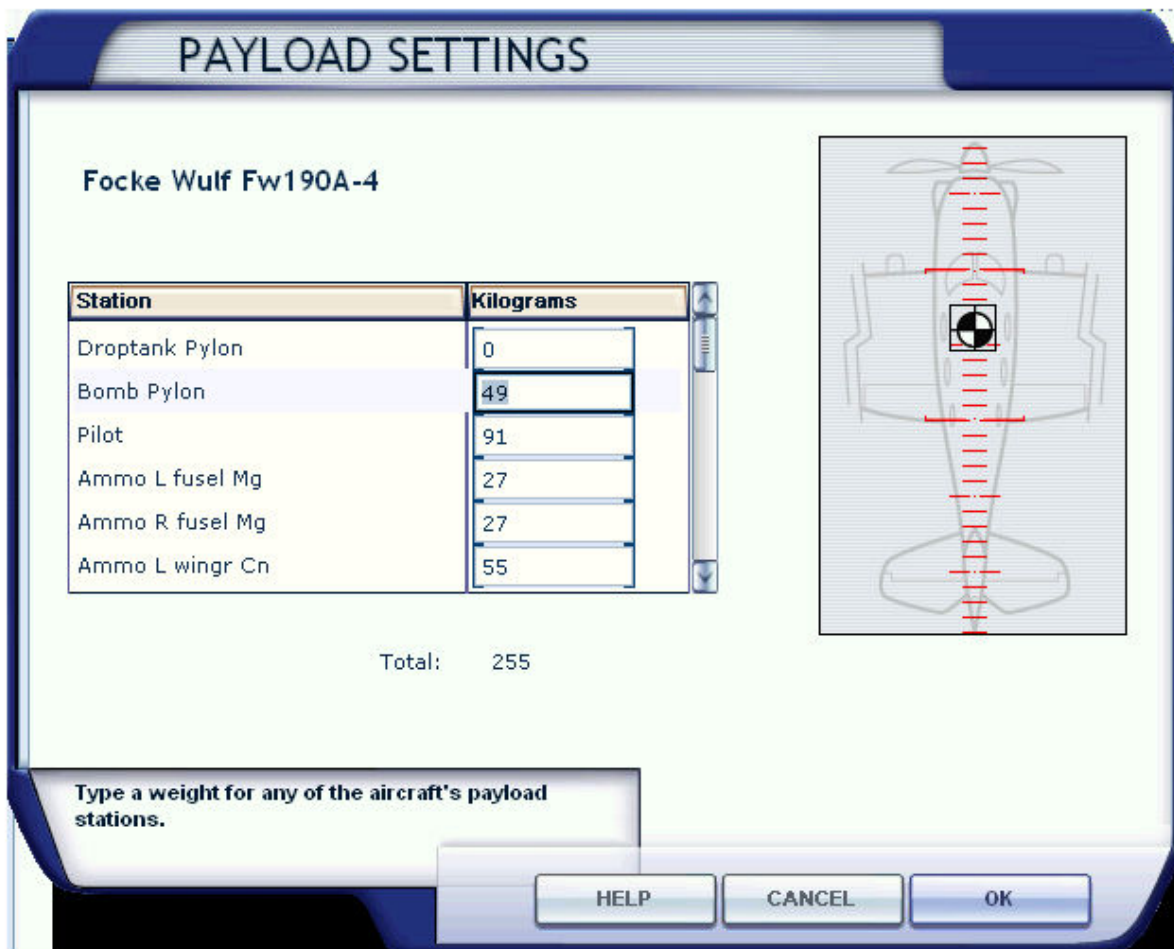 PAYLOAD SETTINGS
Focke Wulf Fw190A-4
Station Kilograms
Droptank Pylon 0
Bomb Pylon 49
Pilot 91
Ammo L fusel Mg 27
Ammo R fusel Mg 27
Ammo L wingr Cn 55
Total: 255
Type a weight for any of the aircraft's payload
stations.
HELP CANCEL OK